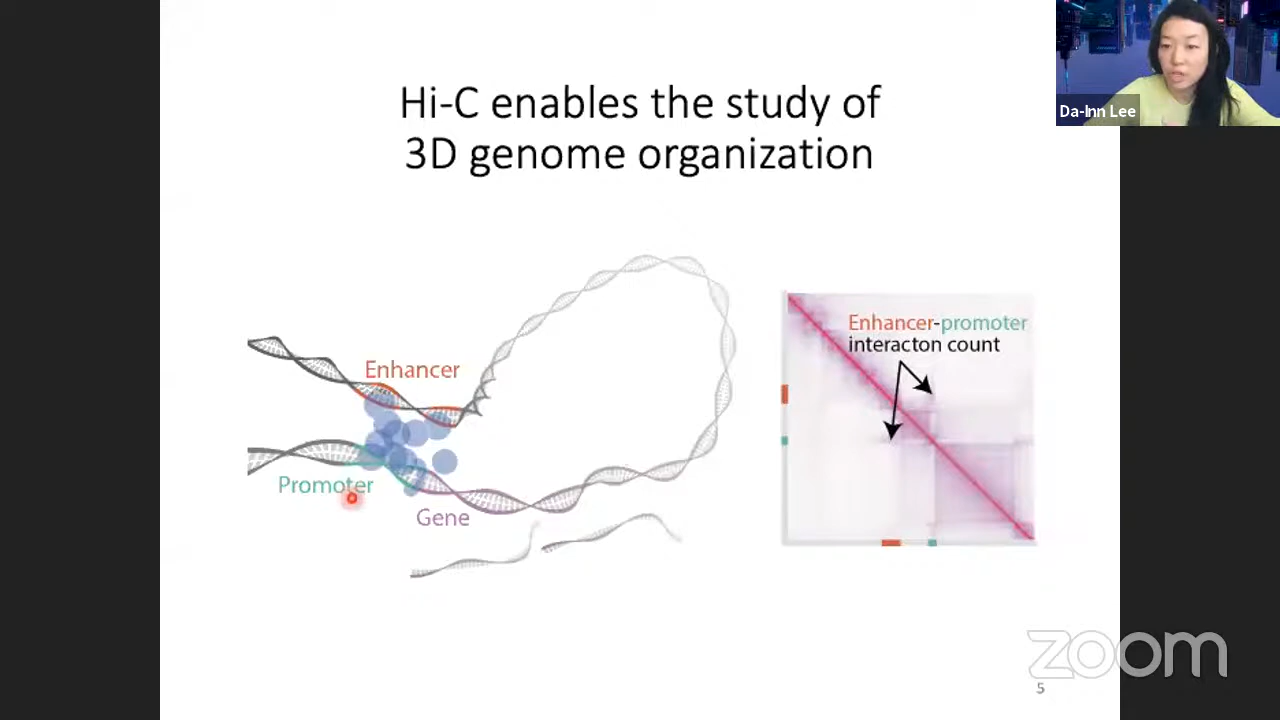 Hi-C enables the study of
3D genome organization
Da-Inn Lee
Enhancer
Promoter
Gene
Enhancer-promoter
interacton count
zoom
5